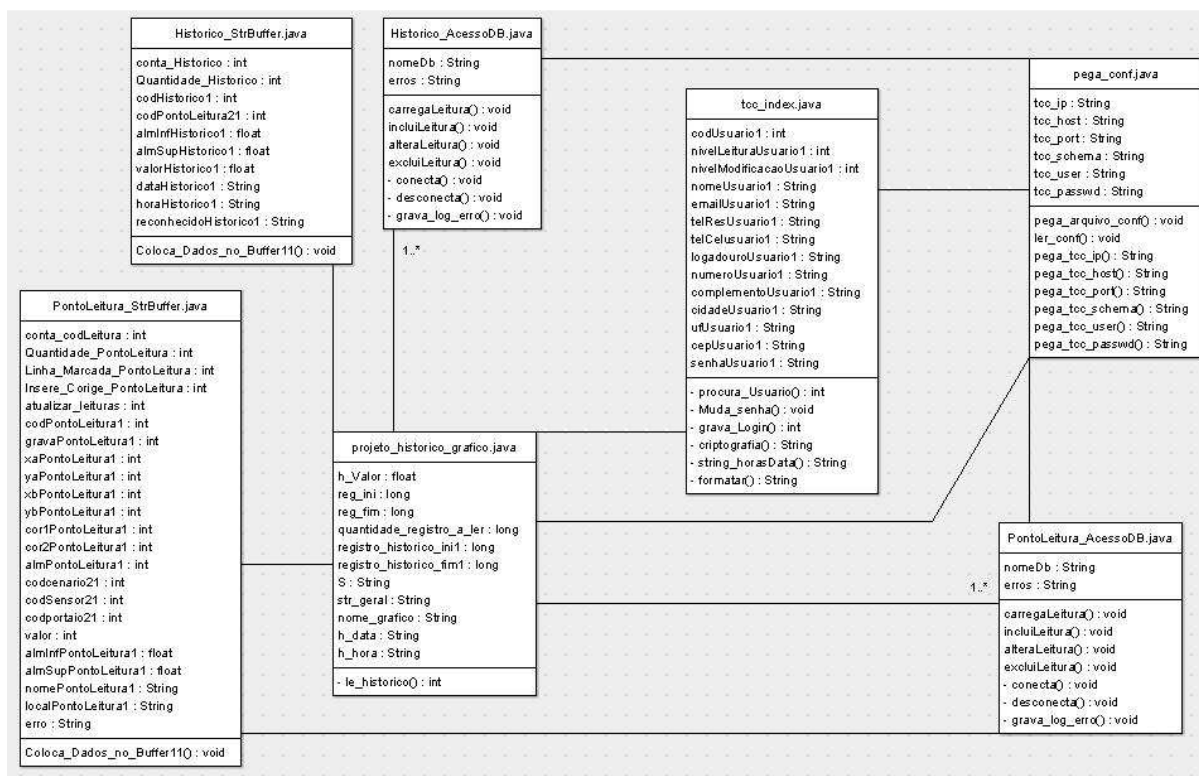 Historico_StrBuffer.java
conta_Historico : int
Quantidade_Historico : int
codHistorico1 : int
codPontoLeitura21 : int
almInfHistorico1 : float
almSupHistorico1 : float
valorHistorico1 : float
dataHistorico1 : String
horaHistorico1 : String
reconhecidoHistorico1 : String
Coloca_Dados_no_Buffer11() : void
Historico_AcessoDB.java
nomeDb : String
erros : String
carregaLeitura() : void
incluiLeitura() : void
alteraLeitura() : void
excluiLeitura() : void
- conecta() : void
- desconecta() : void
- grava_log_erro() : void
1..*
tcc_index.java
codUsuario1 : int
nivelLeituraUsuario1 : int
nivelModificacaoUsuario1 : int
nomeUsuario1 : String
emailUsuario1 : String
telResUsuario1 : String
telCelusuario1 : String
logadouroUsuario1 : String
numeroUsuario1 : String
complementoUsuario1 : String
cidadeUsuario1 : String
ufUsuario1 : String
cepUsuario1 : String
senhaUsuario1 : String
- procura_Usuario() : int
- Muda_senha() : void
- grava_Login() : int
- criptografia() : String
- string_horasData() : String
- formatar() : String
pega_conf.java
tcc_ip : String
tcc_host : String
tcc_port : String
tcc_schema : String
tcc_user : String
tcc_passwd : String
pega_arquivo_conf() : void
ler_conf() : void
pega_tcc_ip() : String
pega_tcc_host() : String
pega_tcc_port() : String
pega_tcc_schema() : String
pega_tcc_user() : String
pega_tcc_passwd() : String
PontoLeitura_StrBuffer.java
conta_codLeitura : int
Quantidade_PontoLeitura : int
Linha_Marcada_PontoLeitura : int
Insere_Corige_PontoLeitura : int
atualizar_leituras : int
codPontoLeitura1 : int
gravaPontoLeitura1 : int
xaPontoLeitura1 : int
yaPontoLeitura1 : int
xbPontoLeitura1 : int
ybPontoLeitura1 : int
cor1PontoLeitura1 : int
cor2PontoLeitura1 : int
almPontoLeitura1 : int
codcenario21 : int
codSensor21 : int
codportaio21 : int
valor : int
almInfPontoLeitura1 : float
almSupPontoLeitura1 : float
nomePontoLeitura1 : String
localPontoLeitura1 : String
erro : String
Coloca_Dados_no_Buffer11() : void
projeto_historico_grafico.java
h_Valor : float
reg_ini : long
reg_fim : long
quantidade_registro_a_ler : long
registro_historico_ini1 : long
registro_historico_fim1 : long
S : String
str_geral : String
nome_grafico : String
h_data : String
h_hora : String
- le_historico() : int
1..*
PontoLeitura_AcessoDB.java
nomeDb : String
erros : String
carregaLeitura() : void
incluiLeitura() : void
alteraLeitura() : void
excluiLeitura() : void
- conecta() : void
- desconecta() : void
- grava_log_erro() : void